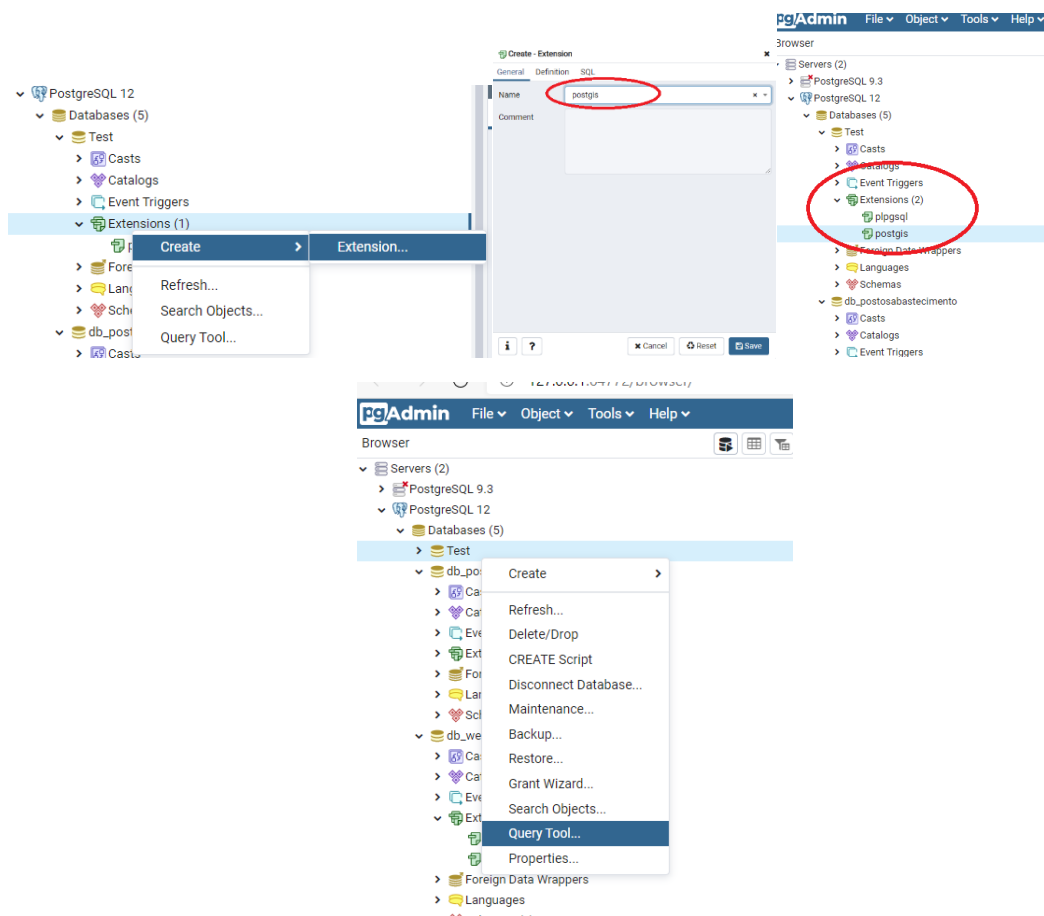 PostgreSQL 12
Databases (5)
Test
Casts
Catalogs
Event Triggers
Extensions (1)
Create
Extension...
Refresh...
Search Objects...
Query Tool...
Create - Extension
General Definition SQL
Name postgis
Comment
i ? Cancel Reset Save
pgAdmin File Object Tools Help
Browser
Servers (2)
PostgreSQL 9.3
PostgreSQL 12
Databases (5)
Test
Casts
Catalogs
Event Triggers
Extensions (2)
plpgsql
postgis
Foreign Data Wrappers
Languages
Schemas
db_postosabastecimento
Casts
Catalogs
Event Triggers
pgAdmin File Object Tools Help
Browser
Servers (2)
PostgreSQL 9.3
PostgreSQL 12
Databases (5)
Test
Create
Refresh...
Delete/Drop
CREATE Script
Disconnect Database...
Maintenance...
Backup...
Restore...
Grant Wizard...
Search Objects...
Query Tool...
Properties...
Foreign Data Wrappers
Languages